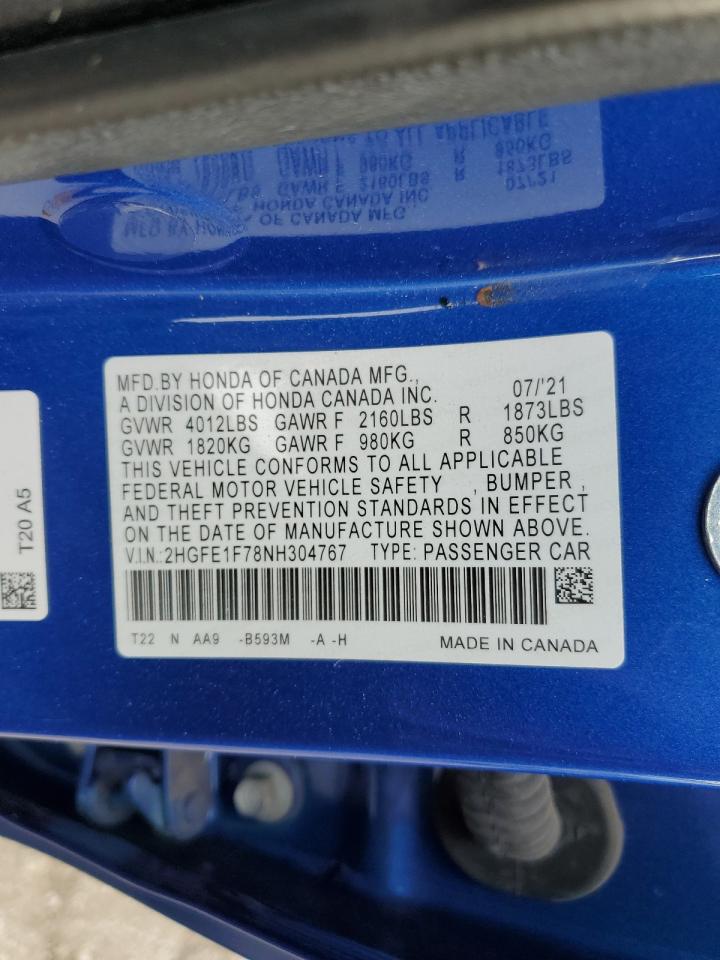 MFD.BY HONDA OF CANADA MFG.,
A DIVISION OF HONDA CANADA INC. 07/'21
GVWR 4012LBS GAWR F 2160LBS R 1873LBS
GVWR 1820KG GAWR F 980KG R 850KG
THIS VEHICLE CONFORMS TO ALL APPLICABLE
FEDERAL MOTOR VEHICLE SAFETY , BUMPER ,
AND THEFT PREVENTION STANDARDS IN EFFECT
ON THE DATE OF MANUFACTURE SHOWN ABOVE.
V.I.N.:2HGFE1F78NH304767 TYPE: PASSENGER CAR
T22 N AA9 -B593M -A -H MADE IN CANADA
T20 A5